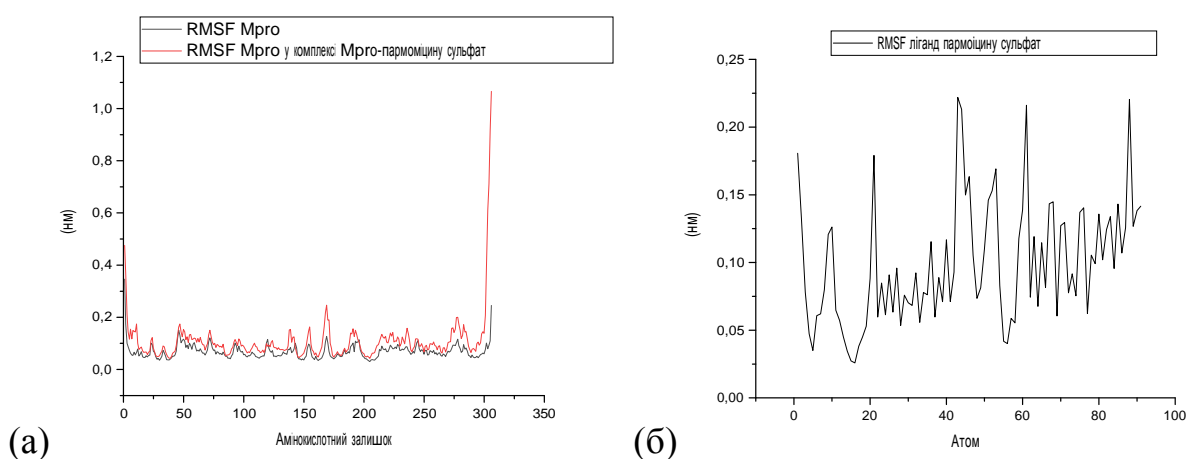 RMSF Mpro
RMSF Mpro у комплексі Mpro-пармоміцину сульфат
1,2
1,0
0,8
0,6
0,4
0,2
0,0
(нм)
0 50 100 150 200 250 300 350
Амінокислотний залишок
(а)
RMSF ліганд пармоіцину сульфат
0,25
0,20
0,15
0,10
0,05
0,00
(нм)
0 20 40 60 80 100
Атом
(б)